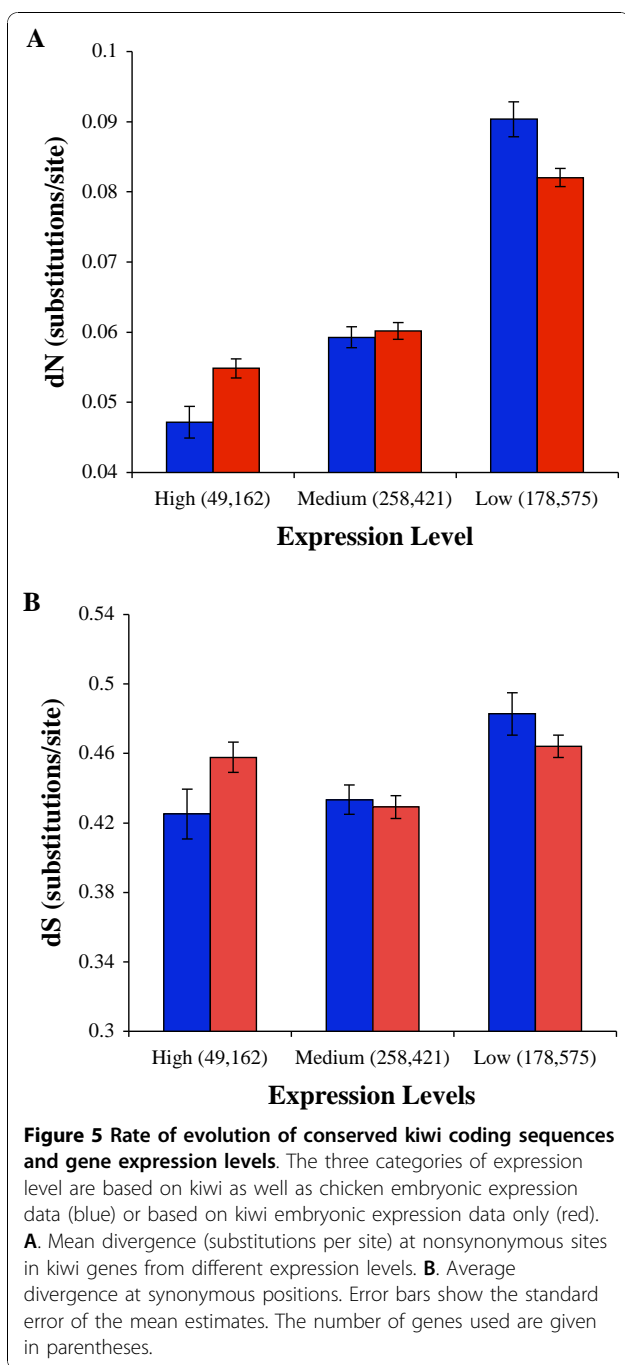 A
0.1
0.09
0.08
0.07
0.06
0.05
0.04
dN (substitutions/site)
High (49,162) Medium (258,421) Low (178,575)
Expression Level
B
0.54
0.5
0.46
0.42
0.38
0.34
0.3
dS (substitutions/site)
High (49,162) Medium (258,421) Low (178,575)
Expression Levels
Figure 5 Rate of evolution of conserved kiwi coding sequences
and gene expression levels. The three categories of expression
level are based on kiwi as well as chicken embryonic expression
data (blue) or based on kiwi embryonic expression data only (red).
A. Mean divergence (substitutions per site) at nonsynonymous sites
in kiwi genes from different expression levels. B. Average
divergence at synonymous positions. Error bars show the standard
error of the mean estimates. The number of genes used are given
in parentheses.